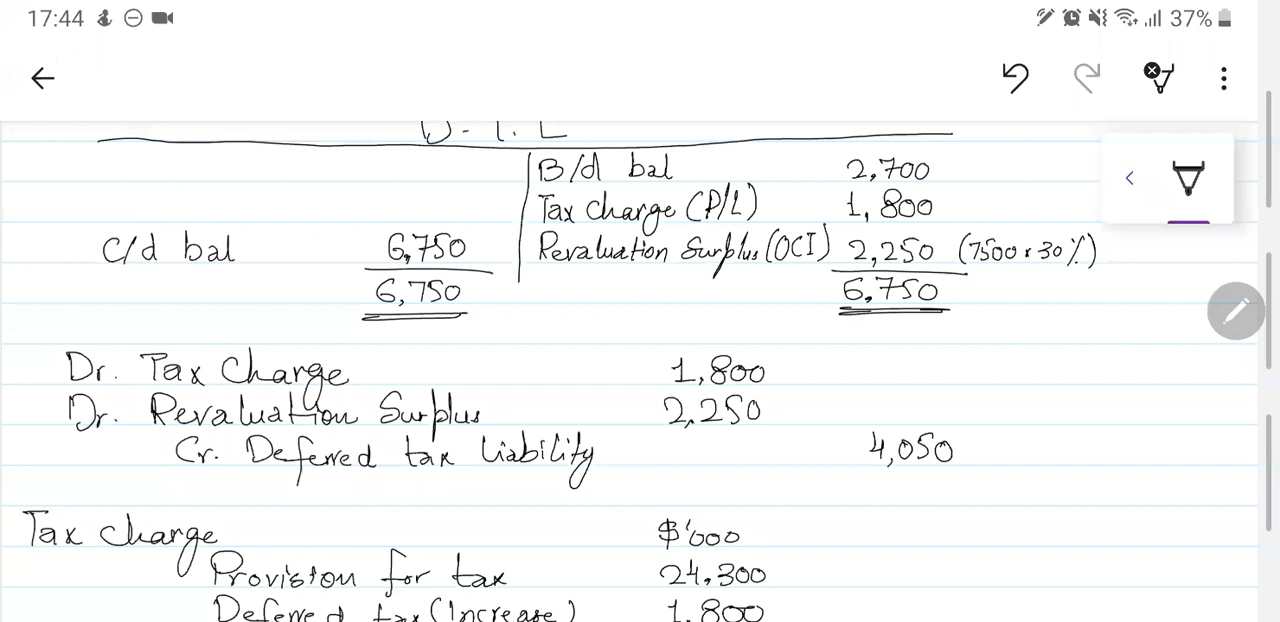 17:44 37%
D.T.L
B/d bal 2,700
Tax charge (P/L) 1,800
C/d bal 6,750 Revaluation Surplus (OCI) 2,250 (7500 x 30%)
6,750 6,750
Dr. Tax Charge 1,800
Dr. Revaluation Surplus 2,250
Cr. Deferred tax liability 4,050
Tax charge $'000
Provision for tax 24,300
Deferred tax (Increase) 1,800